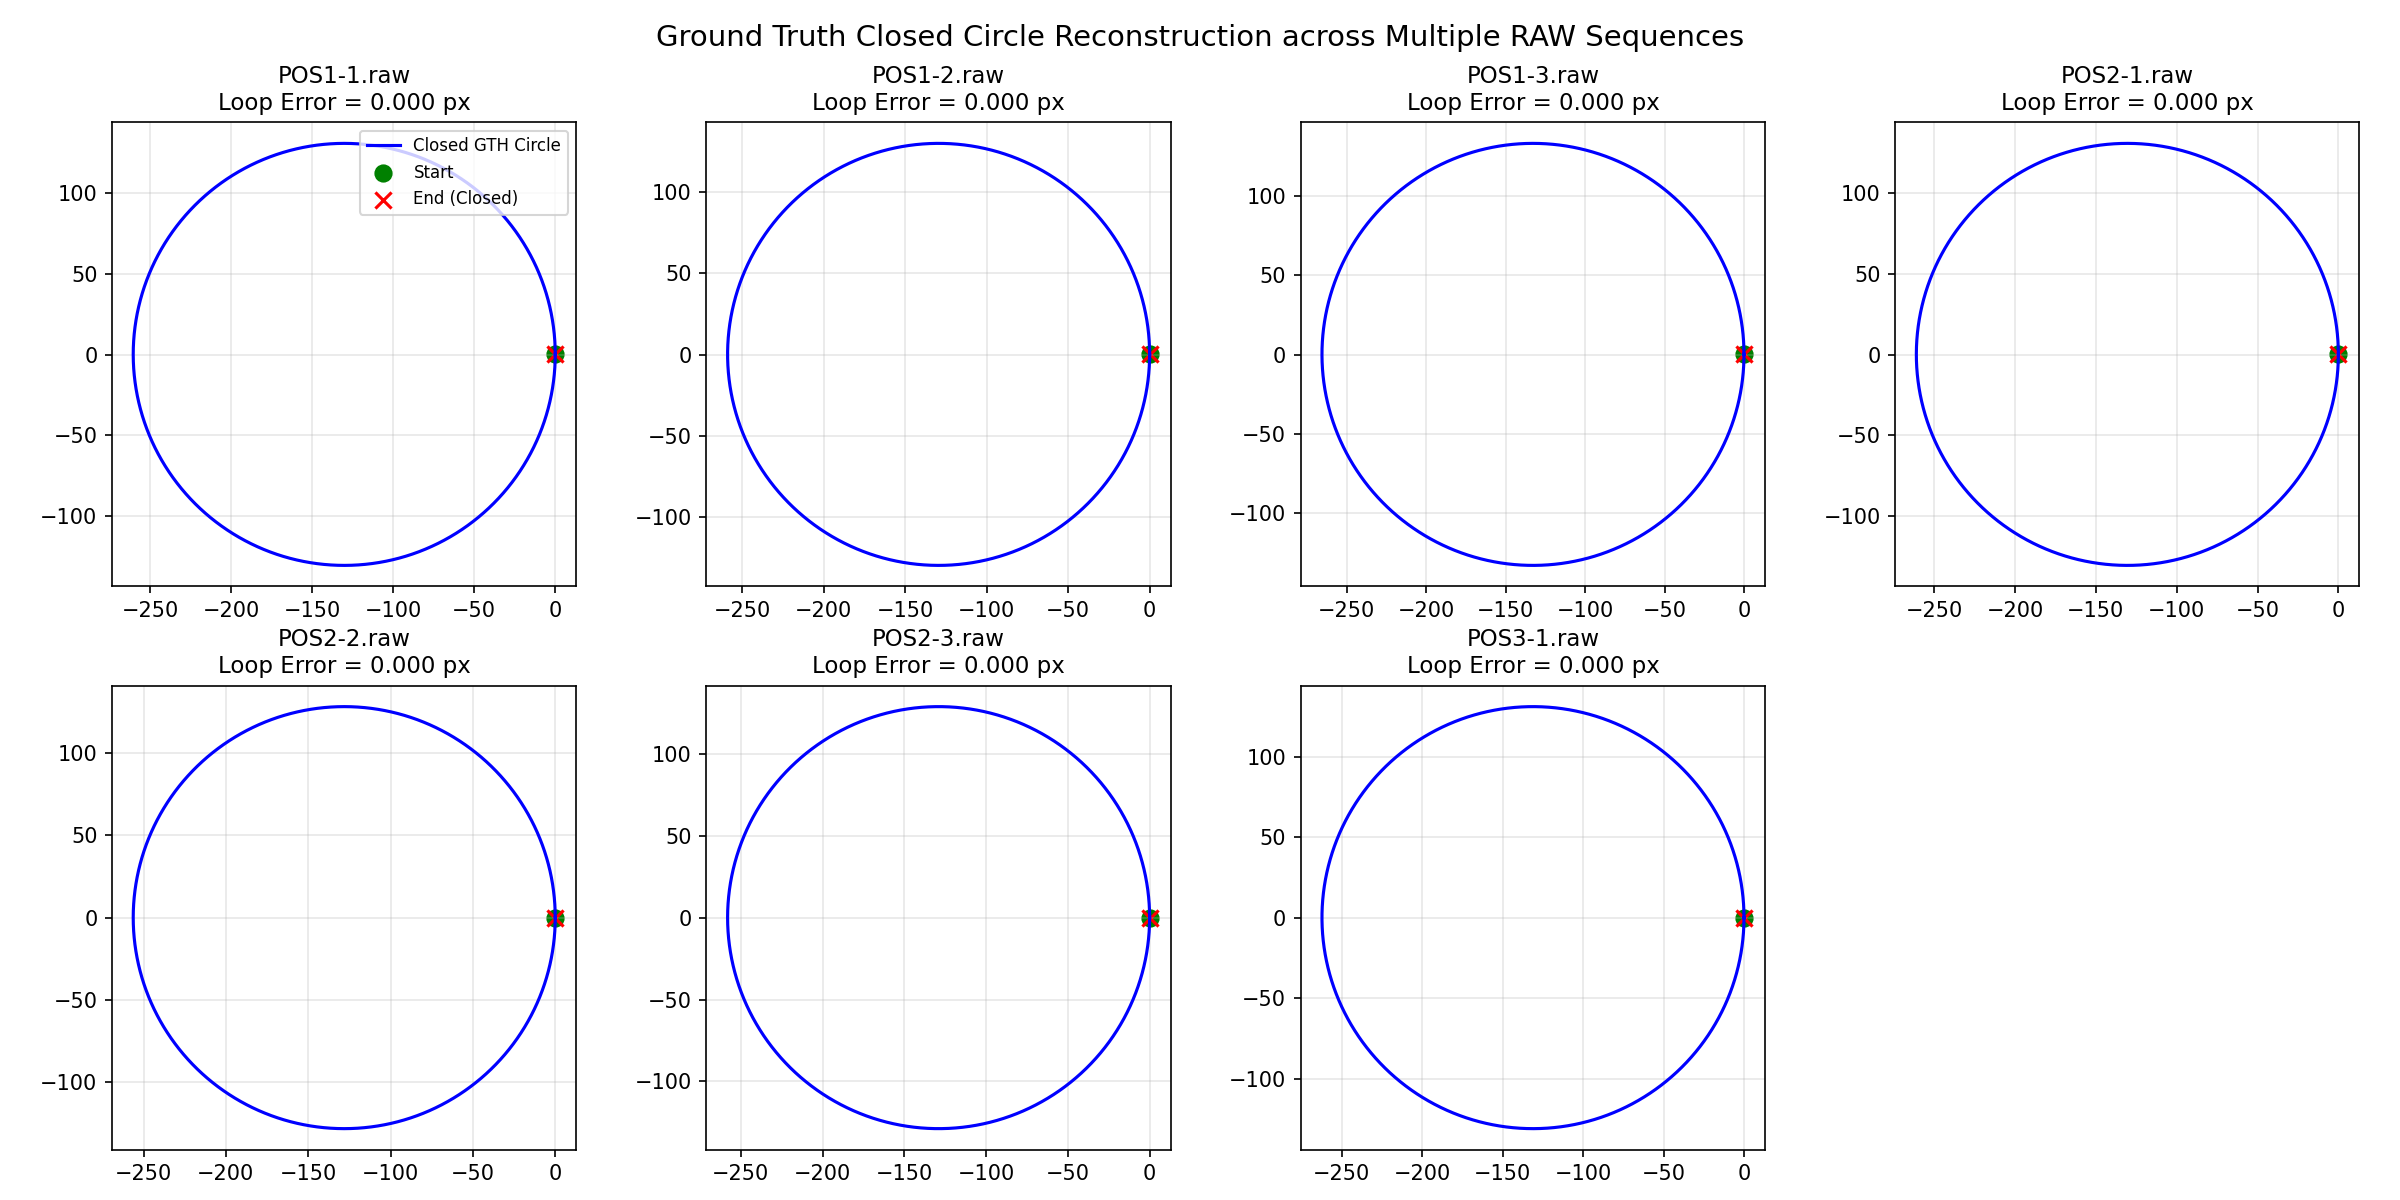 Ground Truth Closed Circle Reconstruction across Multiple RAW Sequences
POS1-1.raw
Loop Error = 0.000 px
Closed GTH Circle
Start
End (Closed)
100
50
0
−50
−100
−250 −200 −150 −100 −50 0
POS1-2.raw
Loop Error = 0.000 px
100
50
0
−50
−100
−250 −200 −150 −100 −50 0
POS1-3.raw
Loop Error = 0.000 px
100
50
0
−50
−100
−250 −200 −150 −100 −50 0
POS2-1.raw
Loop Error = 0.000 px
100
50
0
−50
−100
−250 −200 −150 −100 −50 0
POS2-2.raw
Loop Error = 0.000 px
100
50
0
−50
−100
−250 −200 −150 −100 −50 0
POS2-3.raw
Loop Error = 0.000 px
100
50
0
−50
−100
−250 −200 −150 −100 −50 0
POS3-1.raw
Loop Error = 0.000 px
100
50
0
−50
−100
−250 −200 −150 −100 −50 0